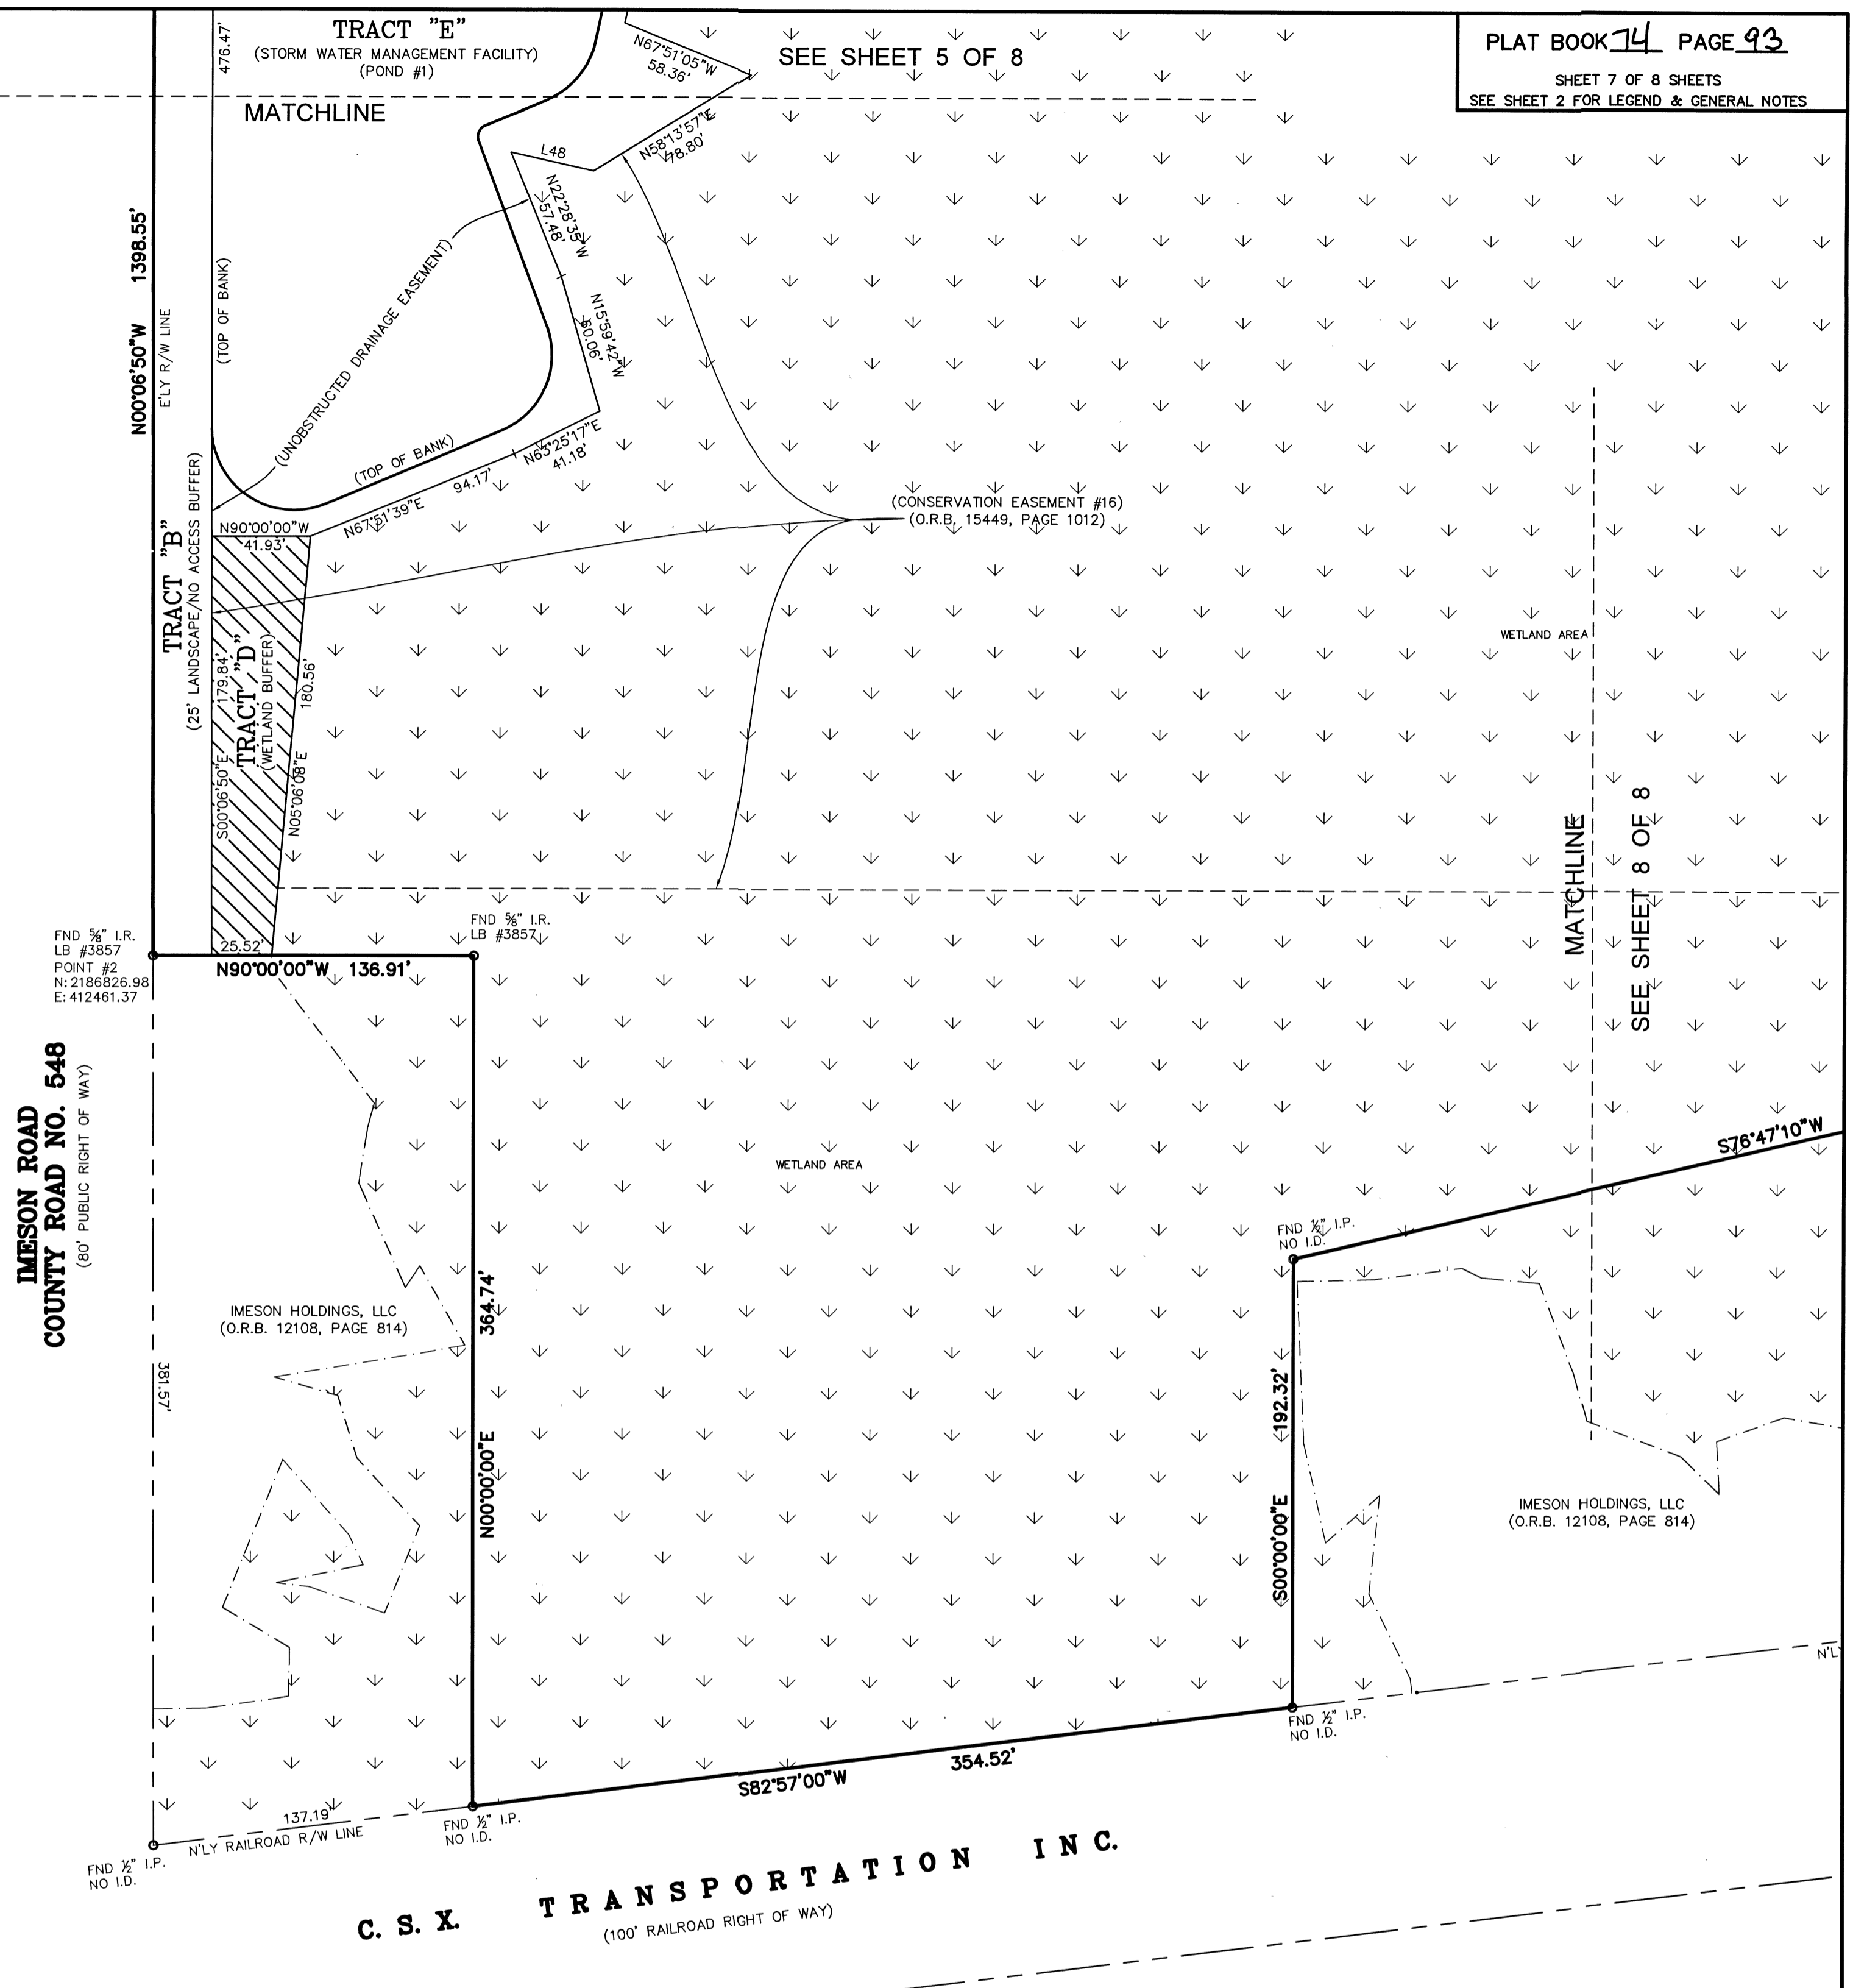 TRACT "E"
(STORM WATER MANAGEMENT FACILITY)
(POND #1)
476.47'
MATCHLINE
N67°51'05"W
58.36'
SEE SHEET 5 OF 8
PLAT BOOK 74 PAGE 93
SHEET 7 OF 8 SHEETS
SEE SHEET 2 FOR LEGEND & GENERAL NOTES
L48
N58°13'57"E
78.80'
N22°28'35"W
57.48'
N15°59'42"W
60.06'
N63°25'17"E
41.18'
N00°06'50"W 1398.55'
E'LY R/W LINE
(TOP OF BANK)
(UNOBSTRUCTED DRAINAGE EASEMENT)
(TOP OF BANK)
94.17'
N67°51'39"E
N90°00'00"W
41.93'
TRACT "B"
(25' LANDSCAPE/NO ACCESS BUFFER)
(CONSERVATION EASEMENT #16)
(O.R.B. 15449, PAGE 1012)
TRACT "D"
(WETLAND BUFFER)
S00°06'50"E
179.84'
180.56'
N05°06'08"E
WETLAND AREA
MATCHLINE
SEE SHEET 8 OF 8
FND 5/8" I.R.
LB #3857
POINT #2
N: 2186826.98
E: 412461.37
25.52'
N90°00'00"W 136.91'
FND 5/8" I.R.
LB #3857
IMESON ROAD
COUNTY ROAD NO. 548
(80' PUBLIC RIGHT OF WAY)
381.57'
IMESON HOLDINGS, LLC
(O.R.B. 12108, PAGE 814)
N00°00'00"E
364.74'
WETLAND AREA
S76°47'10"W
FND 1/2" I.P.
NO I.D.
S00°00'00"E
192.32'
IMESON HOLDINGS, LLC
(O.R.B. 12108, PAGE 814)
N'L
FND 1/2" I.P.
NO I.D.
S82°57'00"W 354.52'
137.19'
N'LY RAILROAD R/W LINE
FND 1/2" I.P.
NO I.D.
FND 1/2" I.P.
NO I.D.
C. S. X. TRANSPORTATION INC.
(100' RAILROAD RIGHT OF WAY)